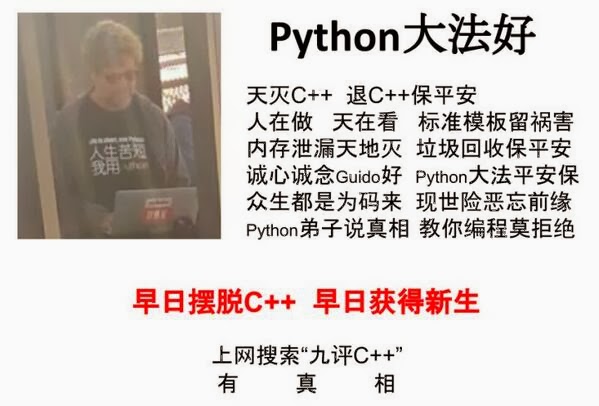 Python大法好
天灭C++ 退C++保平安
人在做 天在看 标准模板留祸害
内存泄漏天地灭 垃圾回收保平安
诚心诚念Guido好 Python大法平安保
众生都是为码来 现世险恶忘前缘
Python弟子说真相 教你编程莫拒绝
人生苦短
我用Python
早日摆脱C++ 早日获得新生
上网搜索“九评C++”
有 真 相